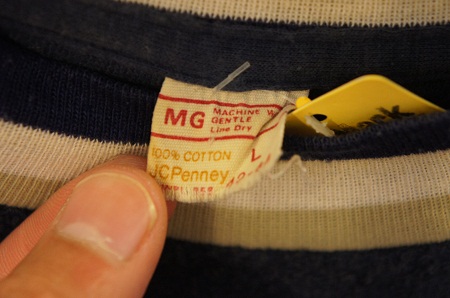 MG
MACHINE W
GENTLE
Line Dry
100% COTTON L
JCPenney